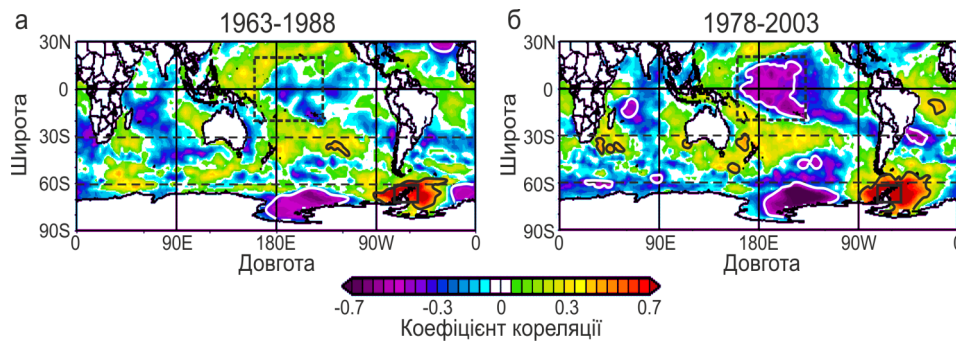 а 1963-1988
30N
0
30S
60S
90S
Широта
0 90E 180E 90W 0
Довгота
б 1978-2003
30N
0
30S
60S
90S
Широта
0 90E 180E 90W 0
Довгота
-0.7 -0.3 0 0.3 0.7
Коефіцієнт кореляції